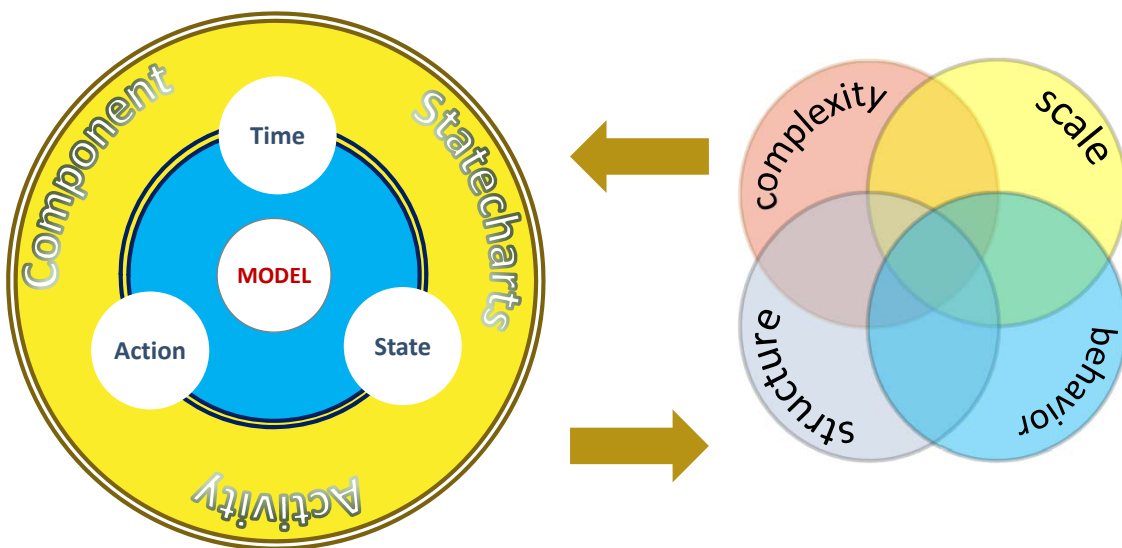 Component
Statecharts
Time
MODEL
Action
State
Activity
complexity
scale
structure
behavior